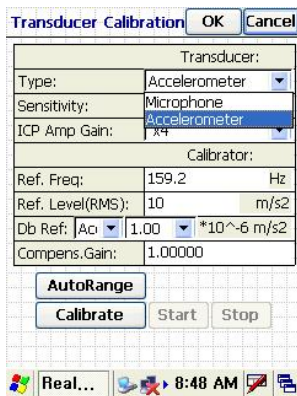 Transducer Calibration OK Cancel
Transducer:
Type: Accelerometer
Sensitivity: Microphone
Accelerometer
ICP Amp Gain: x4
Calibrator:
Ref. Freq: 159.2 Hz
Ref. Level(RMS): 10 m/s2
Db Ref: Acc 1.00 *10^-6 m/s2
Compens.Gain: 1.00000
AutoRange
Calibrate Start Stop
Real... 8:48 AM